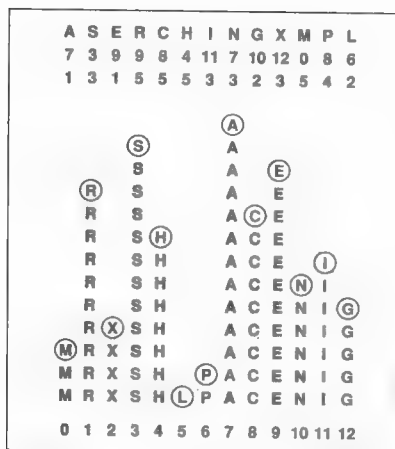 A S E R C H I N G X M P L
7 3 9 9 8 4 11 7 10 12 0 8 6
1 3 1 5 5 5 3 3 2 3 5 4 2
A
S A
S A E
R S A E
R S A C E
R S H A C E
R S H A C E I
R S H A C E N I
R S H A C E N I G
R X S H A C E N I G
M R X S H A C E N I G
M R X S H P A C E N I G
M R X S H L P A C E N I G
0 1 2 3 4 5 6 7 8 9 10 11 12